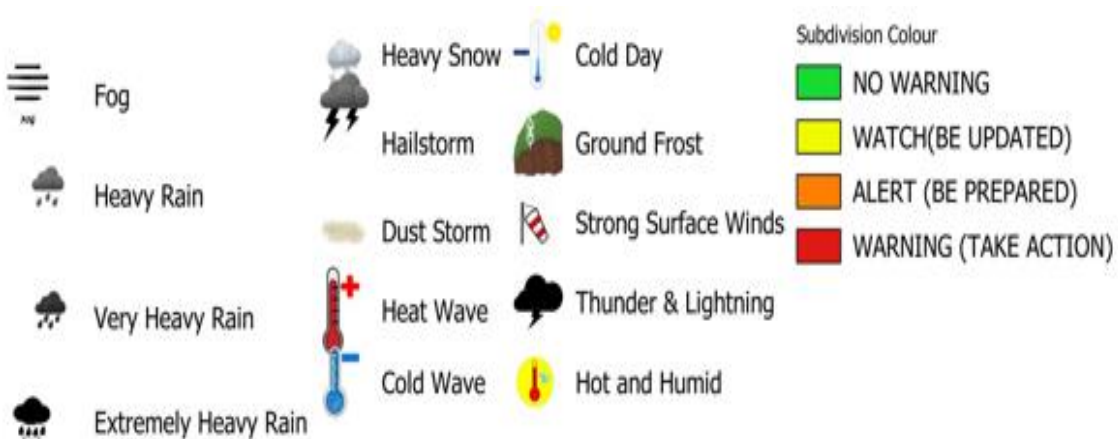 Fog
Heavy Rain
Very Heavy Rain
Extremely Heavy Rain
Heavy Snow
Hailstorm
Dust Storm
Heat Wave
Cold Wave
Cold Day
Ground Frost
Strong Surface Winds
Thunder & Lightning
Hot and Humid
Subdivision Colour
NO WARNING
WATCH(BE UPDATED)
ALERT (BE PREPARED)
WARNING (TAKE ACTION)